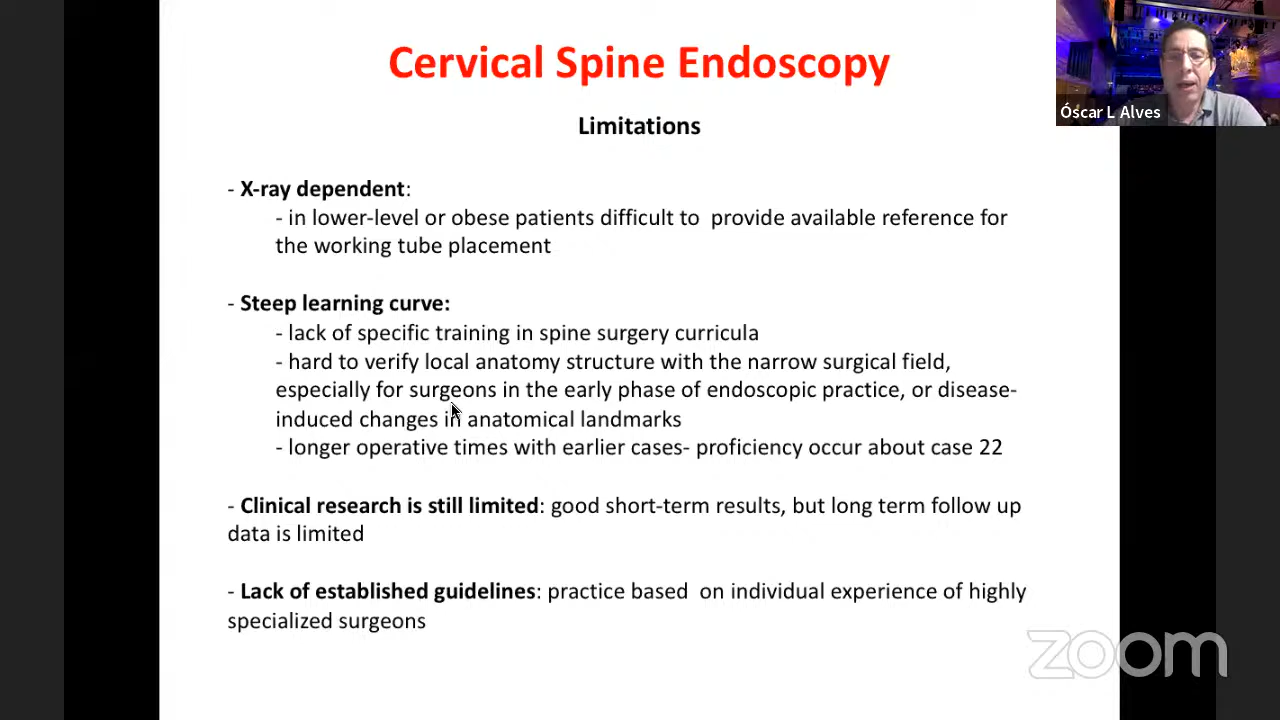 Cervical Spine Endoscopy
Óscar L Alves
Limitations
- X-ray dependent:
- in lower-level or obese patients difficult to  provide available reference for
the working tube placement
- Steep learning curve:
- lack of specific training in spine surgery curricula
- hard to verify local anatomy structure with the narrow surgical field,
especially for surgeons in the early phase of endoscopic practice, or disease-
induced changes in anatomical landmarks
- longer operative times with earlier cases- proficiency occur about case 22
- Clinical research is still limited: good short-term results, but long term follow up
data is limited
- Lack of established guidelines: practice based  on individual experience of highly
specialized surgeons
zoom